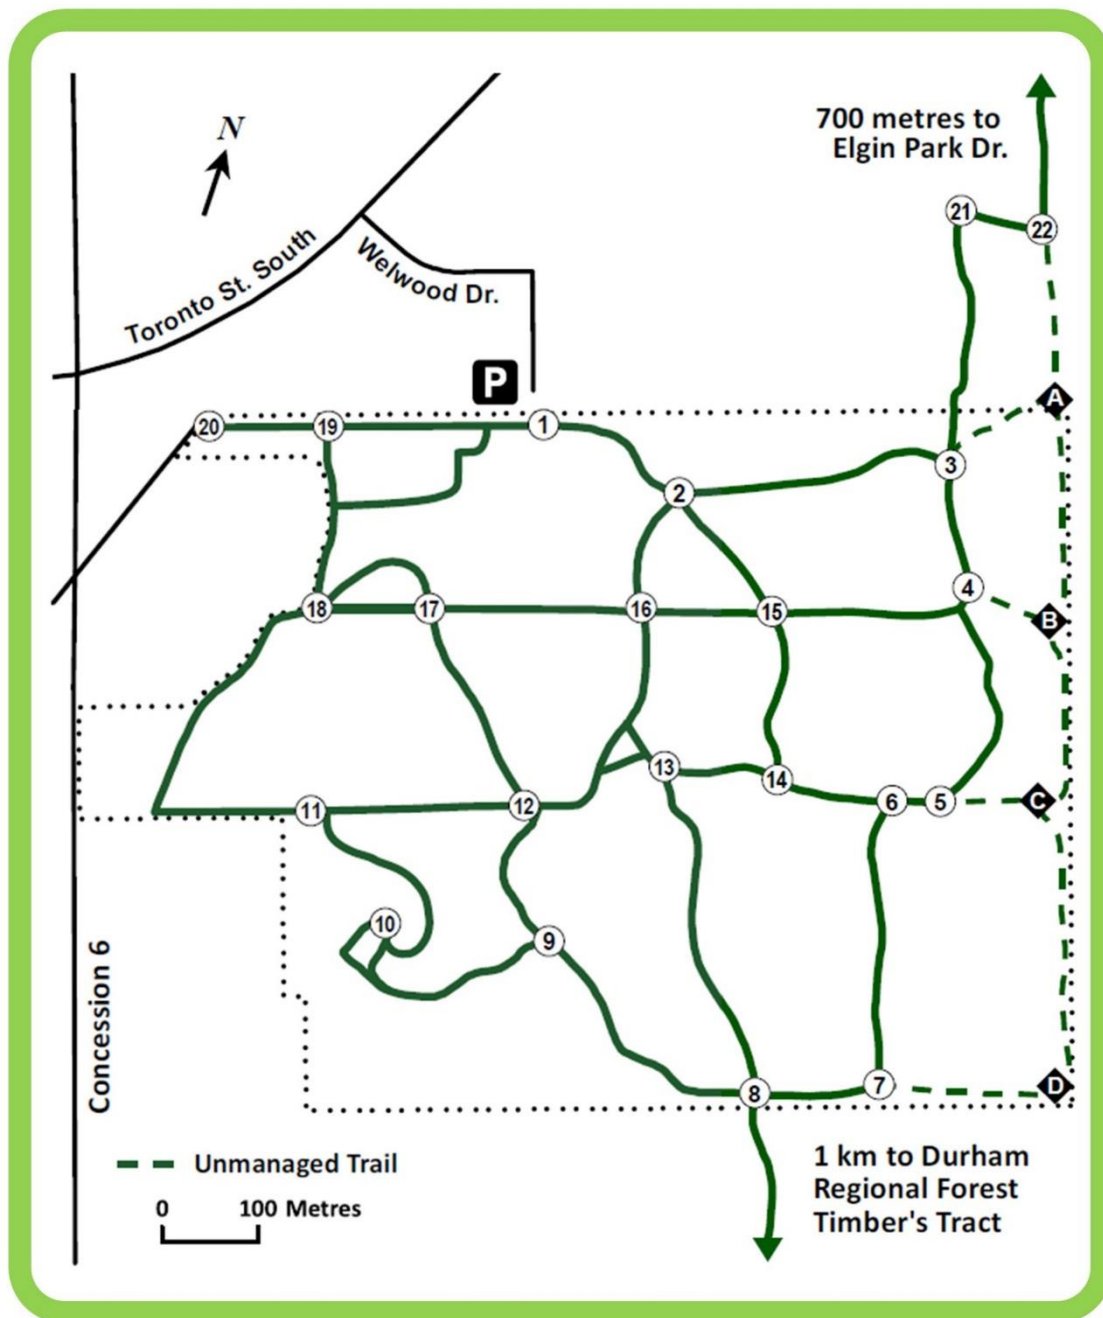 N
700 metres to
Elgin Park Dr.
Toronto St. South
Welwood Dr.
21
22
P
A
20
19
1
3
2
4
B
18
17
16
15
13
14
6
5
C
11
12
10
9
D
7
8
Concession 6
Unmanaged Trail
0 100 Metres
1 km to Durham
Regional Forest
Timber's Tract